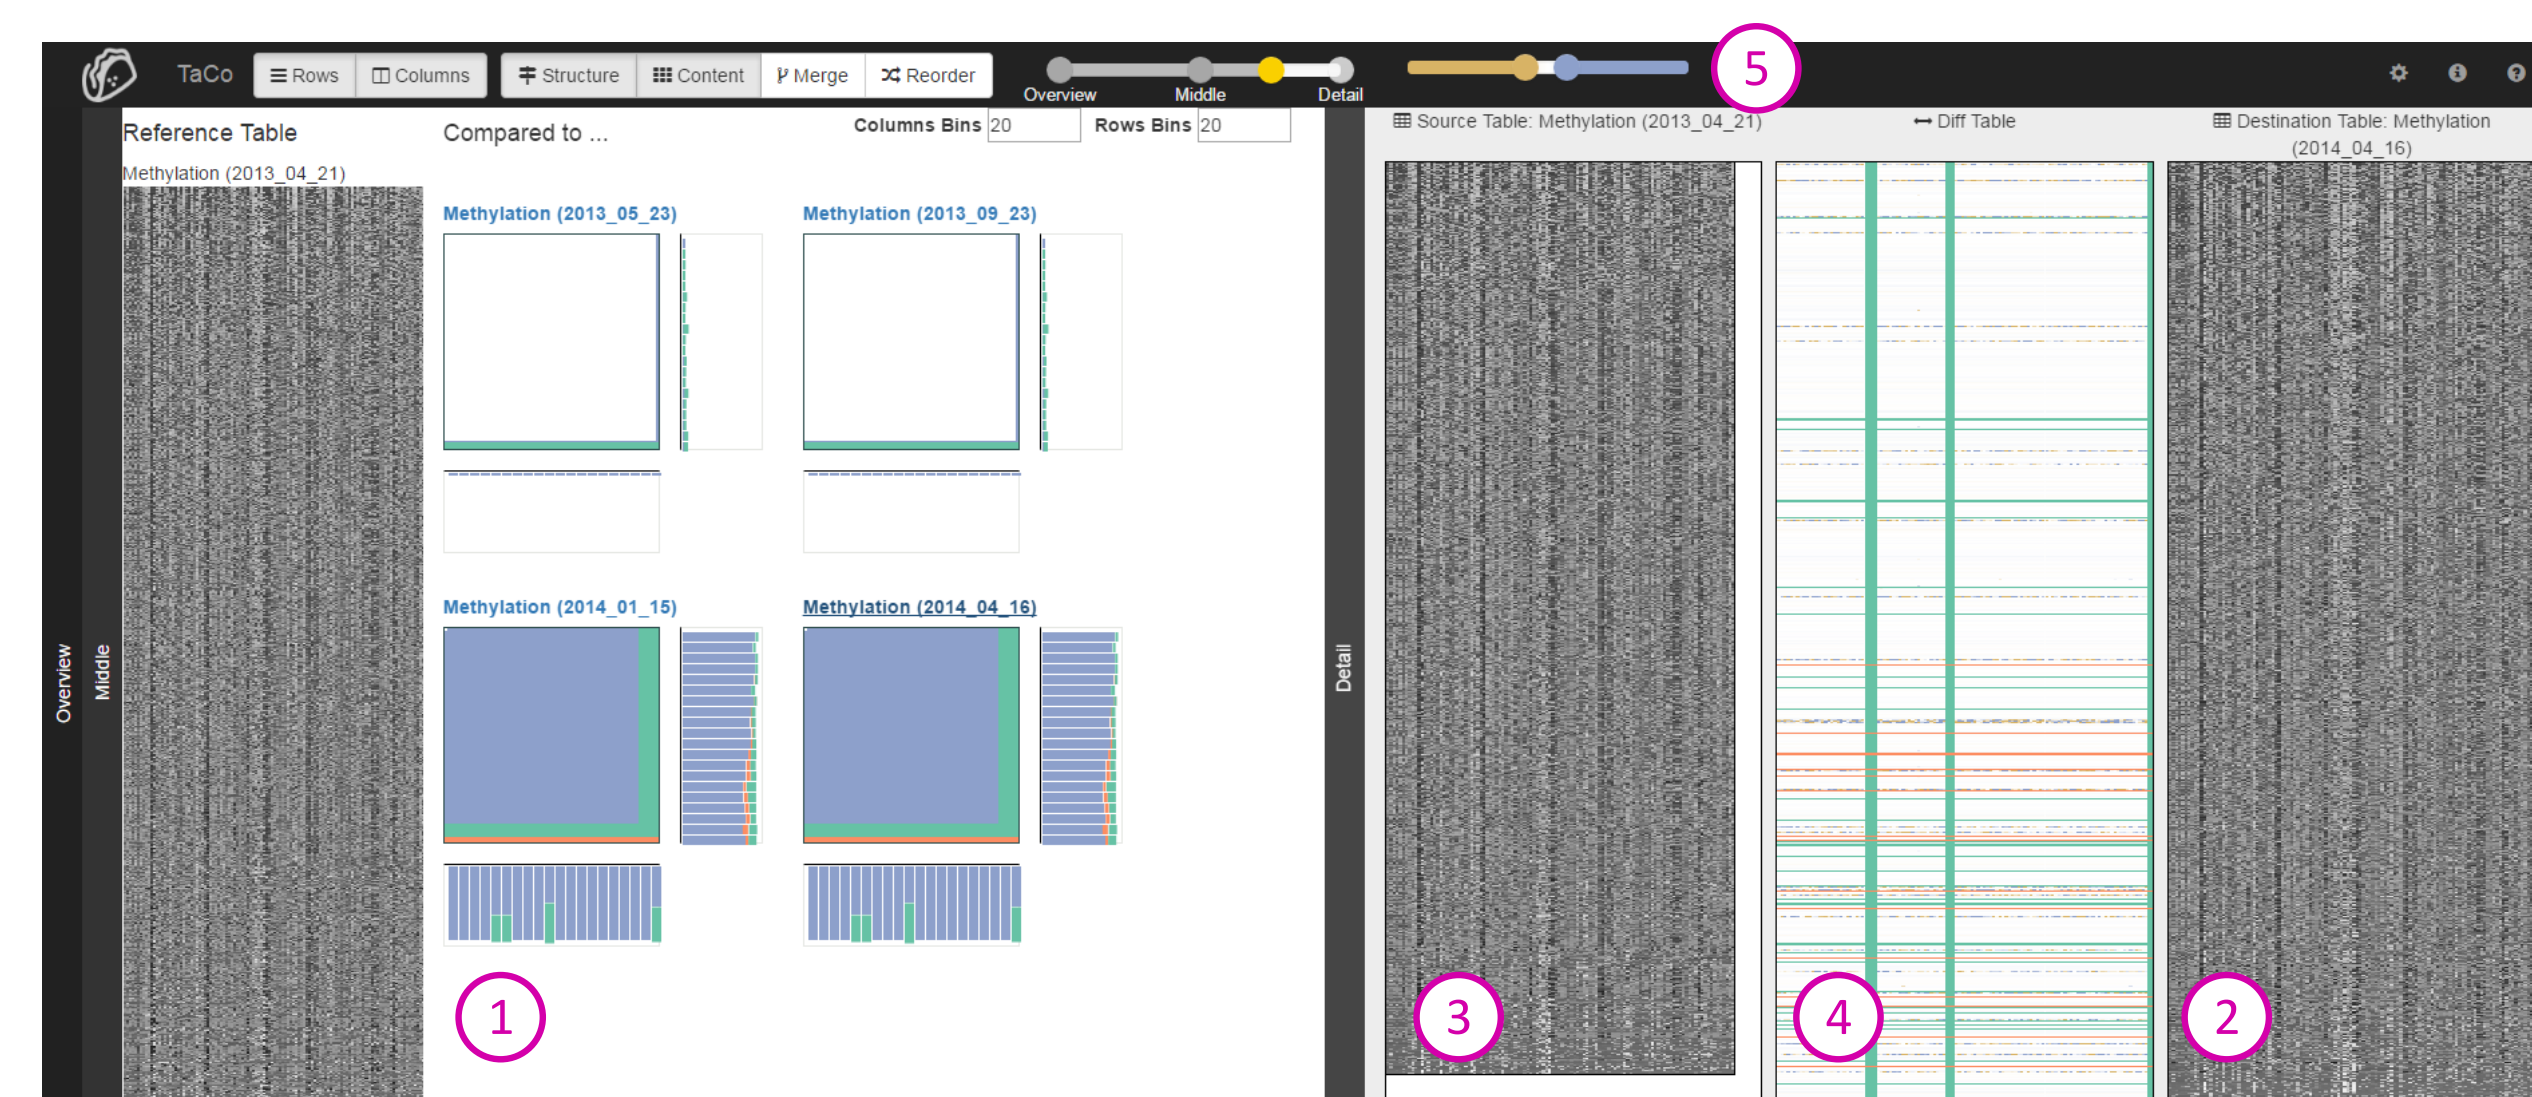 TaCo Rows Columns Structure Content Merge Reorder
Overview Middle Detail
5
Reference Table
Compared to ...
Columns Bins 20 Rows Bins 20
Methylation (2013_04_21)
Methylation (2013_05_23)
Methylation (2013_09_23)
Methylation (2014_01_15)
Methylation (2014_04_16)
Overview
Middle
1
Detail
Source Table: Methylation (2013_04_21)
Diff Table
Destination Table: Methylation
(2014_04_16)
3
4
2